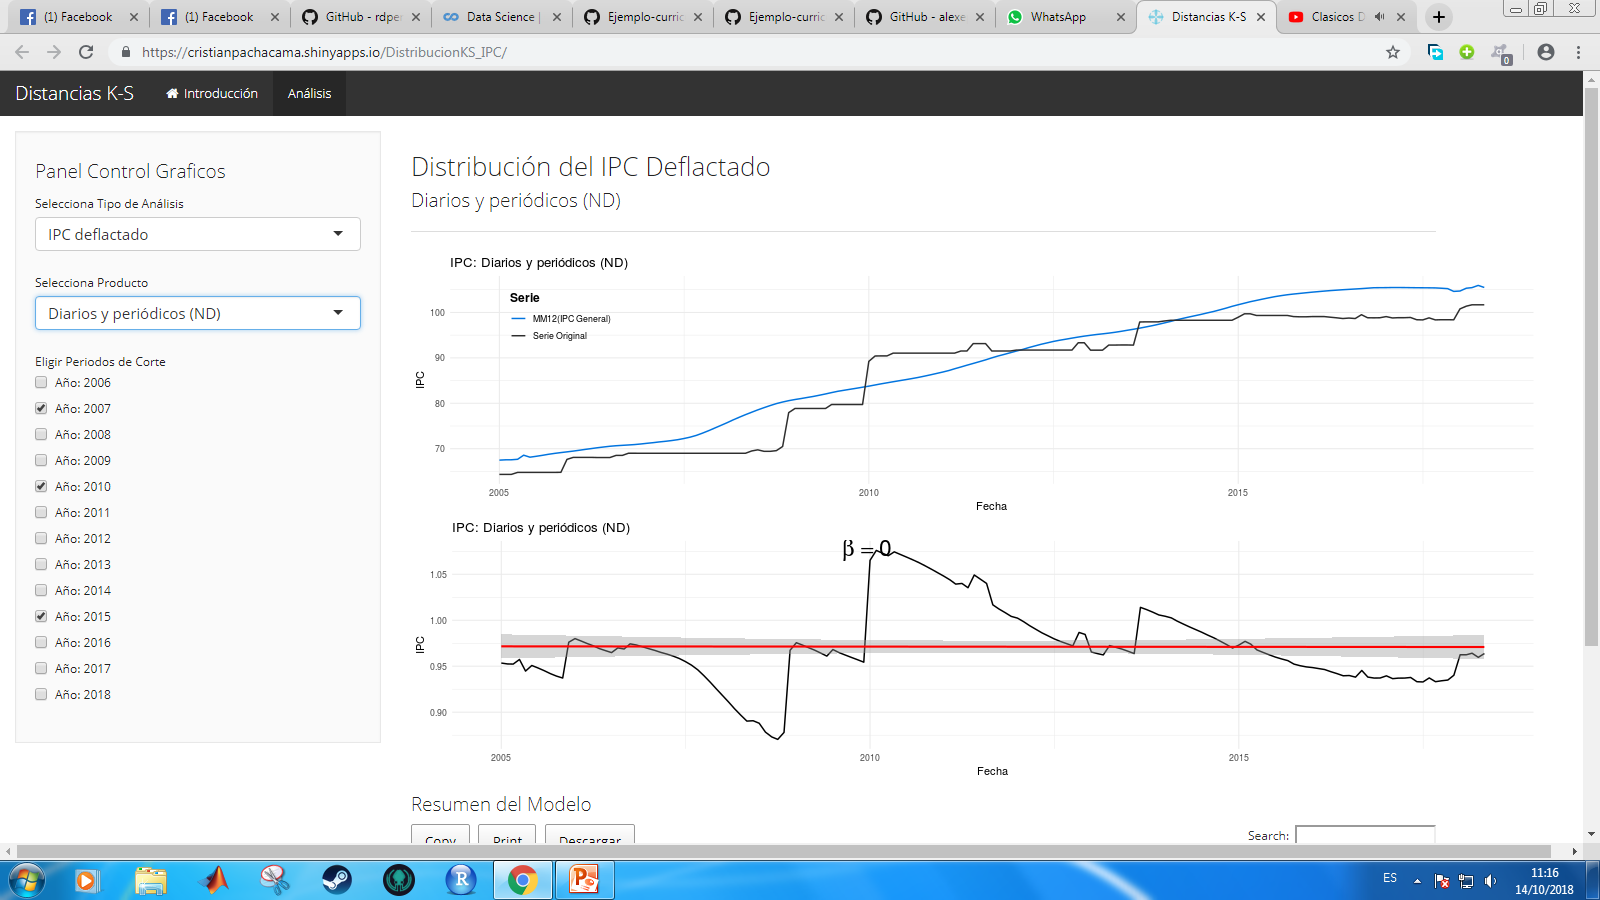 (1) Facebook
(1) Facebook
GitHub - rdpe
Data Science |
Ejemplo-curric
Ejemplo-curric
GitHub - alexe
WhatsApp
Distancias K-S
Clasicos D
https://cristianpachacama.shinyapps.io/DistribucionKS_IPC/
0
Distancias K-S
Introducción
Análisis
Panel Control Graficos
Selecciona Tipo de Análisis
IPC deflactado
Selecciona Producto
Diarios y periódicos (ND)
Eligir Periodos de Corte
Año: 2006
Año: 2007
Año: 2008
Año: 2009
Año: 2010
Año: 2011
Año: 2012
Año: 2013
Año: 2014
Año: 2015
Año: 2016
Año: 2017
Año: 2018
Distribución del IPC Deflactado
Diarios y periódicos (ND)
IPC: Diarios y periódicos (ND)
Serie
MM12(IPC General)
Serie Original
100
90
80
70
IPC
2005 2010 2015
Fecha
IPC: Diarios y periódicos (ND)
β = 0
1.05
1.00
0.95
0.90
IPC
2005 2010 2015
Fecha
Resumen del Modelo
Copy Print Descargar
Search:
ES
11:16
14/10/2018